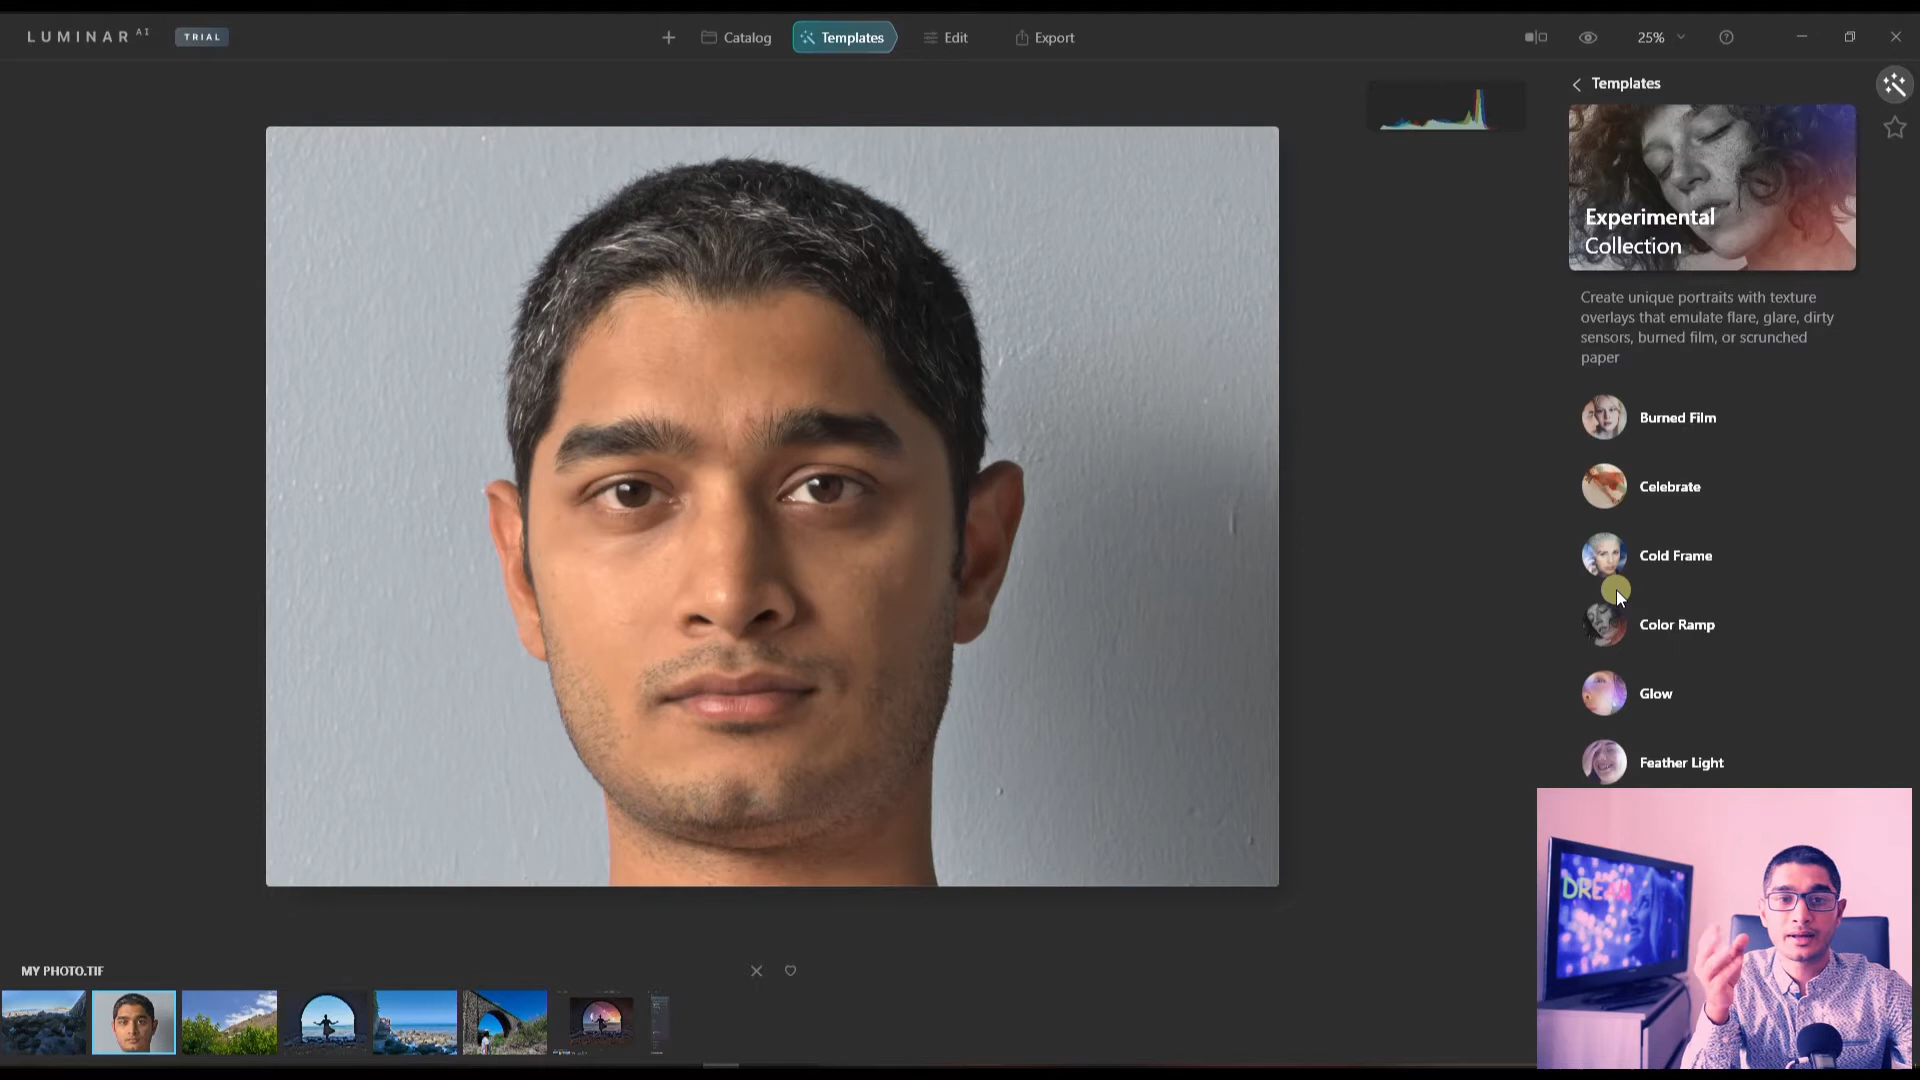 LUMINAR AI
TRIAL
Catalog
Templates
Edit
Export
25%
Templates
Experimental
Collection
Create unique portraits with texture
overlays that emulate flare, glare, dirty
sensors, burned film, or scrunched
paper
Burned Film
Celebrate
Cold Frame
Color Ramp
Glow
Feather Light
MY PHOTO.TIF